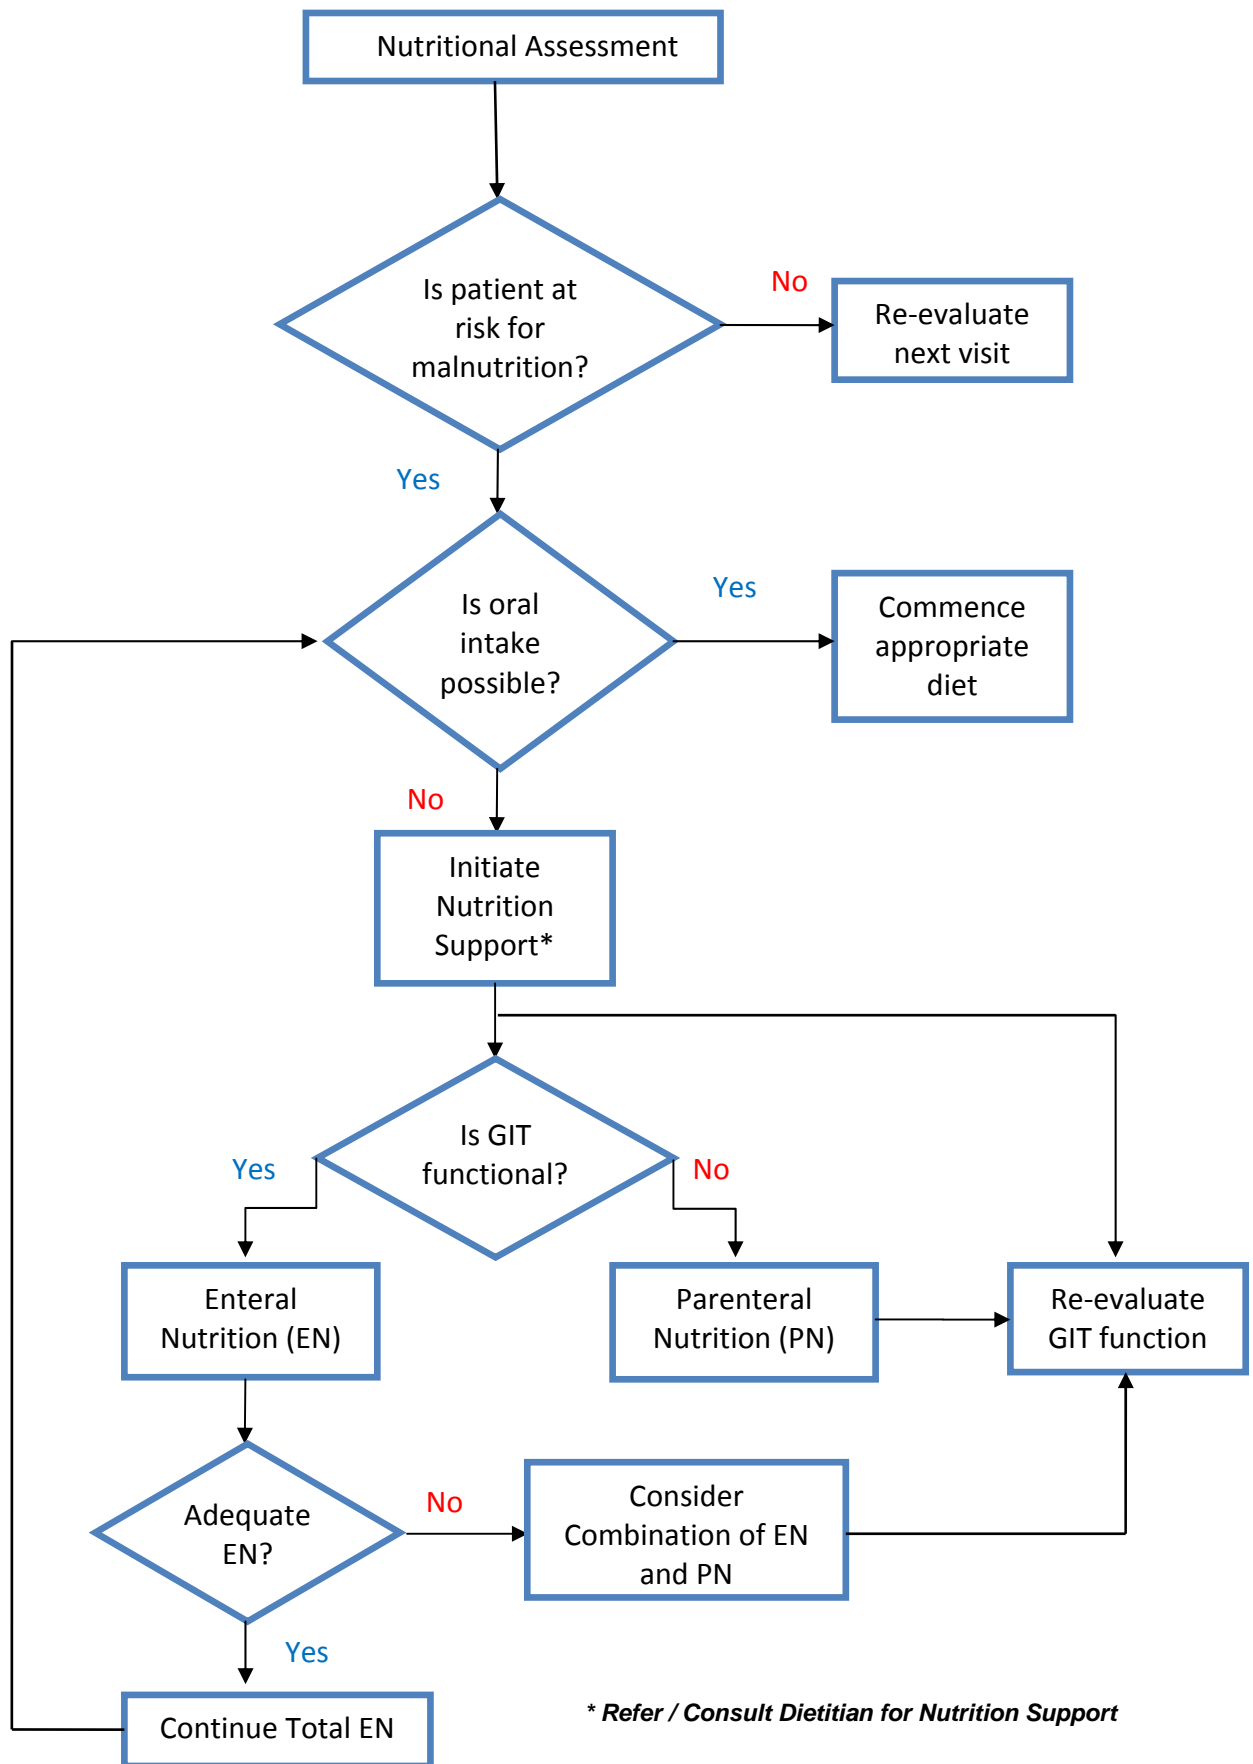 Nutritional Assessment
Is patient at
risk for
malnutrition?
No
Re-evaluate
next visit
Yes
Is oral
intake
possible?
Yes
Commence
appropriate
diet
No
Initiate
Nutrition
Support*
Is GIT
functional?
Yes
No
Enteral
Nutrition (EN)
Parenteral
Nutrition (PN)
Re-evaluate
GIT function
Adequate
EN?
No
Consider
Combination of EN
and PN
Yes
Continue Total EN
* Refer / Consult Dietitian for Nutrition Support